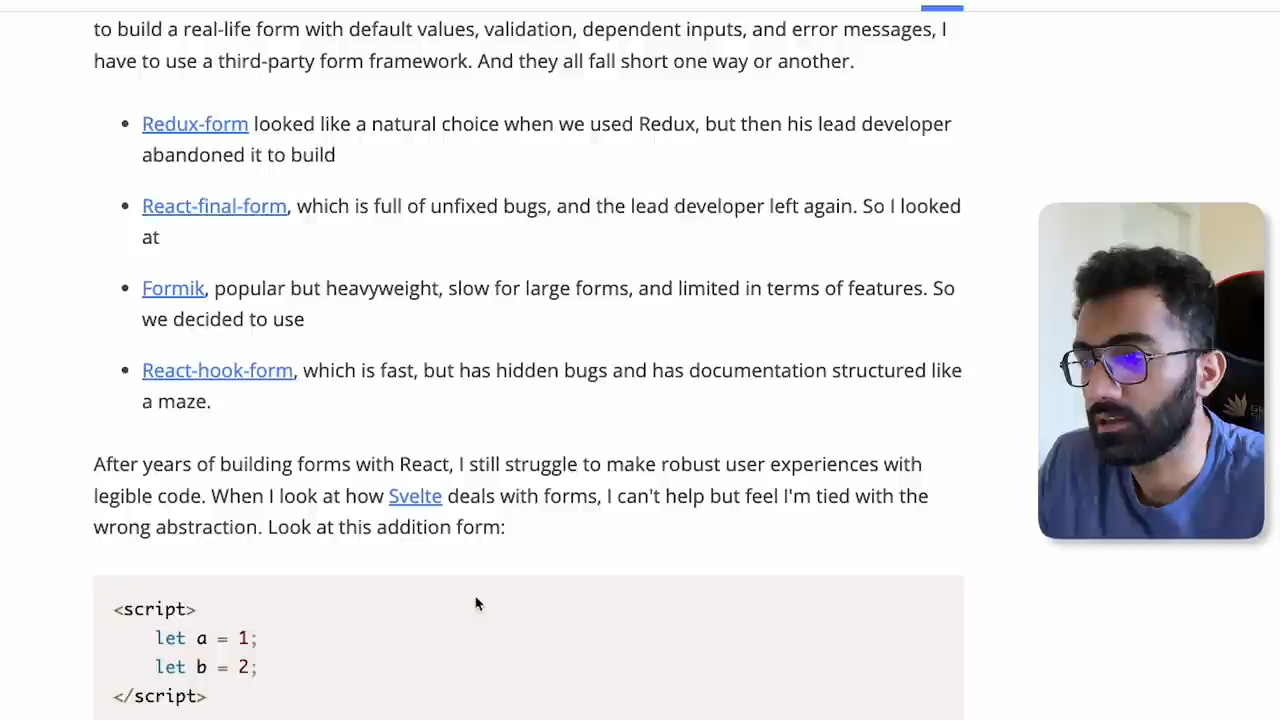 to build a real-life form with default values, validation, dependent inputs, and error messages, I
have to use a third-party form framework. And they all fall short one way or another.
Redux-form looked like a natural choice when we used Redux, but then his lead developer
abandoned it to build
React-final-form, which is full of unfixed bugs, and the lead developer left again. So I looked
at
Formik, popular but heavyweight, slow for large forms, and limited in terms of features. So
we decided to use
React-hook-form, which is fast, but has hidden bugs and has documentation structured like
a maze.
After years of building forms with React, I still struggle to make robust user experiences with
legible code. When I look at how Svelte deals with forms, I can't help but feel I'm tied with the
wrong abstraction. Look at this addition form:
<script>
let a = 1;
let b = 2;
</script>